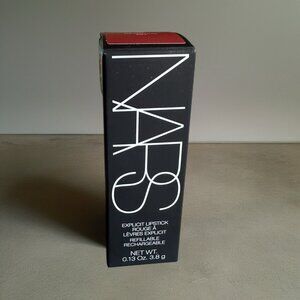 NARS
EXPLICIT LIPSTICK
ROUGE À
LÈVRES EXPLICIT
REFILLABLE
RECHARGEABLE
NET WT.
0.13 Oz. 3.8 g